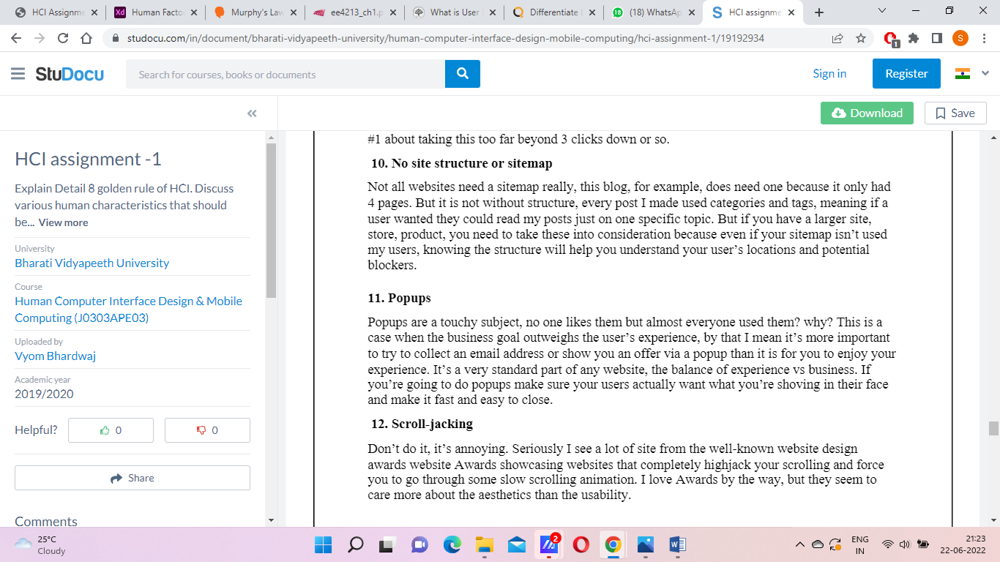 HCI Assignme
Human Facto
Murphy's Law
ee4213_ch1.p
What is User
Differentiate
(18) WhatsAp
HCI assignme
studocu.com/in/document/bharati-vidyapeeth-university/human-computer-interface-design-mobile-computing/hci-assignment-1/19192934
1
S
StuDocu
Search for courses, books or documents
Sign in
Register
Download
Save
HCI assignment -1
Explain Detail 8 golden rule of HCI. Discuss
various human characteristics that should
be... View more
University
Bharati Vidyapeeth University
Course
Human Computer Interface Design & Mobile
Computing (J0303APE03)
Uploaded by
Vyom Bhardwaj
Academic year
2019/2020
Helpful?
0
0
Share
Comments
#1 about taking this too far beyond 3 clicks down or so.
10. No site structure or sitemap
Not all websites need a sitemap really, this blog, for example, does need one because it only had
4 pages. But it is not without structure, every post I made used categories and tags, meaning if a
user wanted they could read my posts just on one specific topic. But if you have a larger site,
store, product, you need to take these into consideration because even if your sitemap isn't used
my users, knowing the structure will help you understand your user's locations and potential
blockers.
11. Popups
Popups are a touchy subject, no one likes them but almost everyone used them? why? This is a
case when the business goal outweighs the user's experience, by that I mean it's more important
to try to collect an email address or show you an offer via a popup than it is for you to enjoy your
experience. It's a very standard part of any website, the balance of experience vs business. If
you're going to do popups make sure your users actually want what you're shoving in their face
and make it fast and easy to close.
12. Scroll-jacking
Don't do it, it's annoying. Seriously I see a lot of site from the well-known website design
awards website Awards showcasing websites that completely highjack your scrolling and force
you to go through some slow scrolling animation. I love Awards by the way, but they seem to
care more about the aesthetics than the usability.
25°C
Cloudy
2
ENG
IN
21:23
22-06-2022